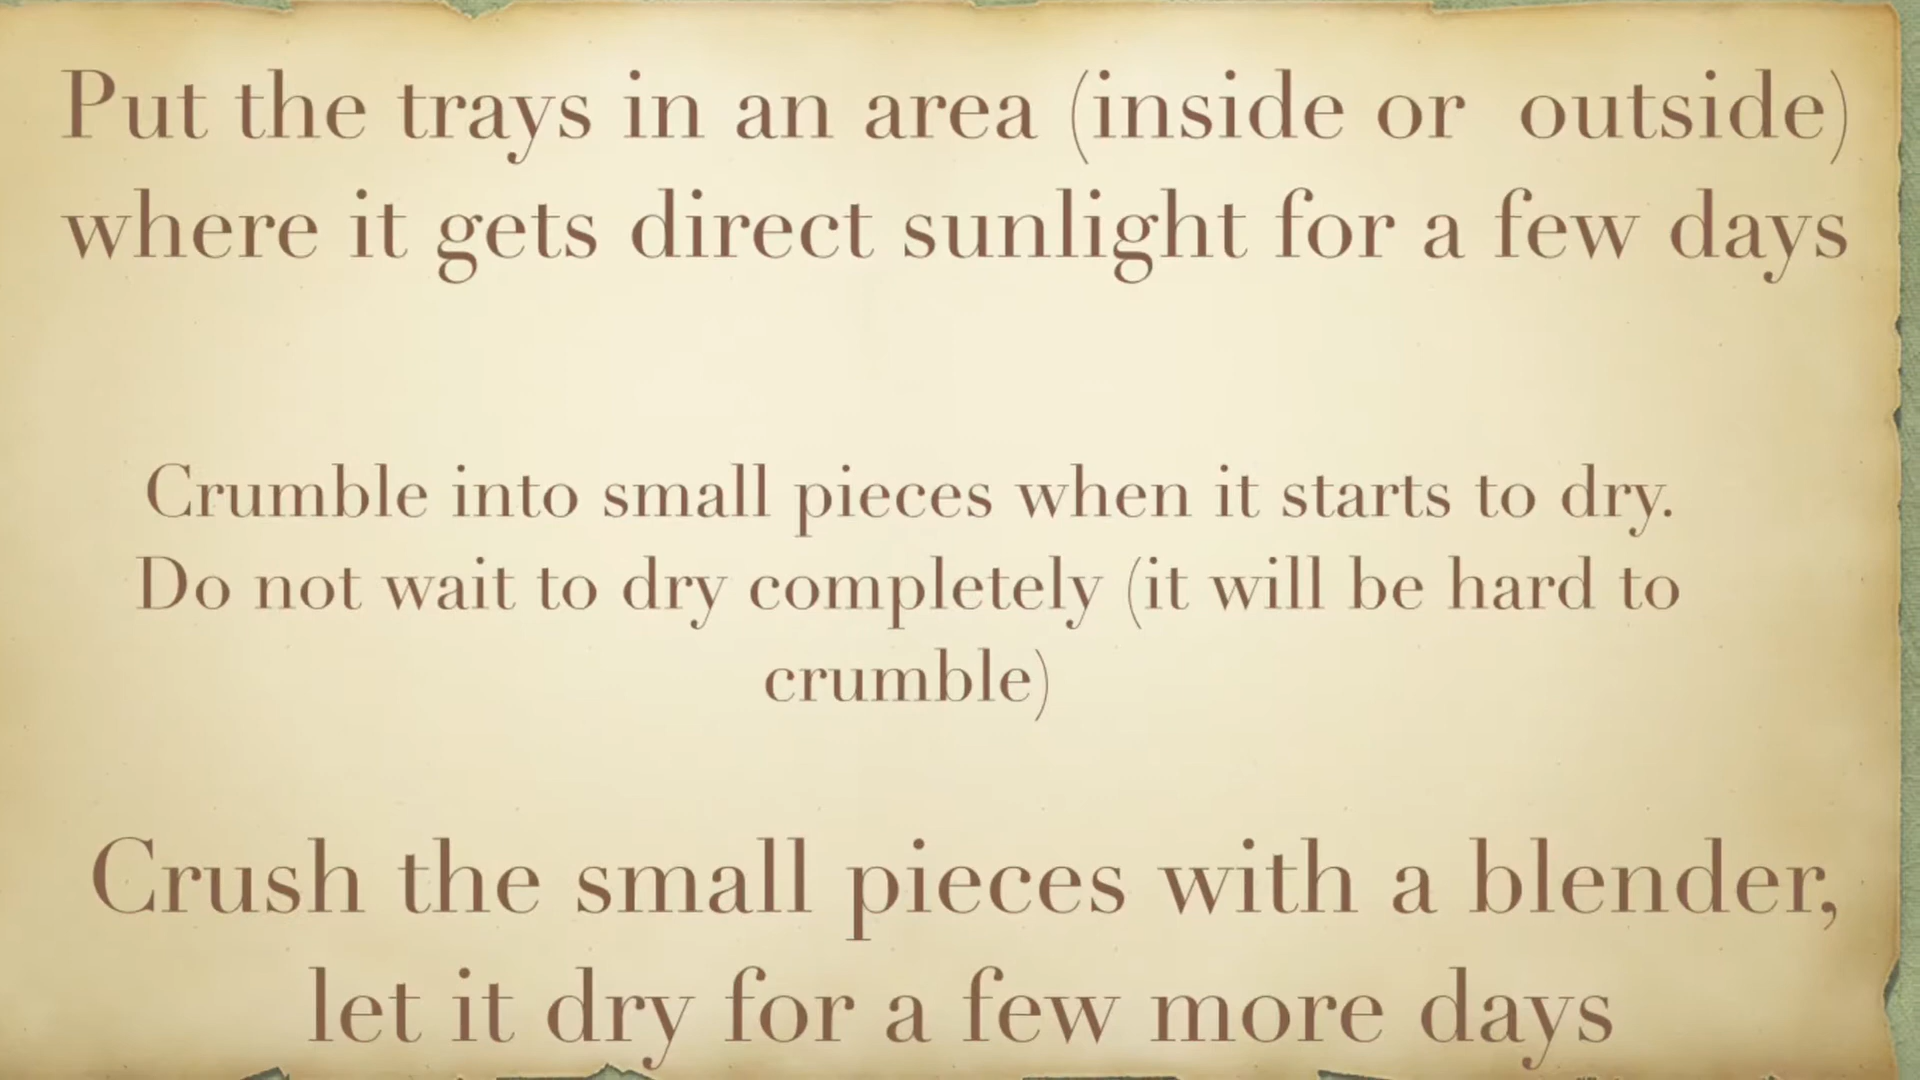 Put the trays in an area (inside or outside)
where it gets direct sunlight for a few days
Crumble into small pieces when it starts to dry.
Do not wait to dry completely (it will be hard to
crumble)
Crush the small pieces with a blender,
let it dry for a few more days